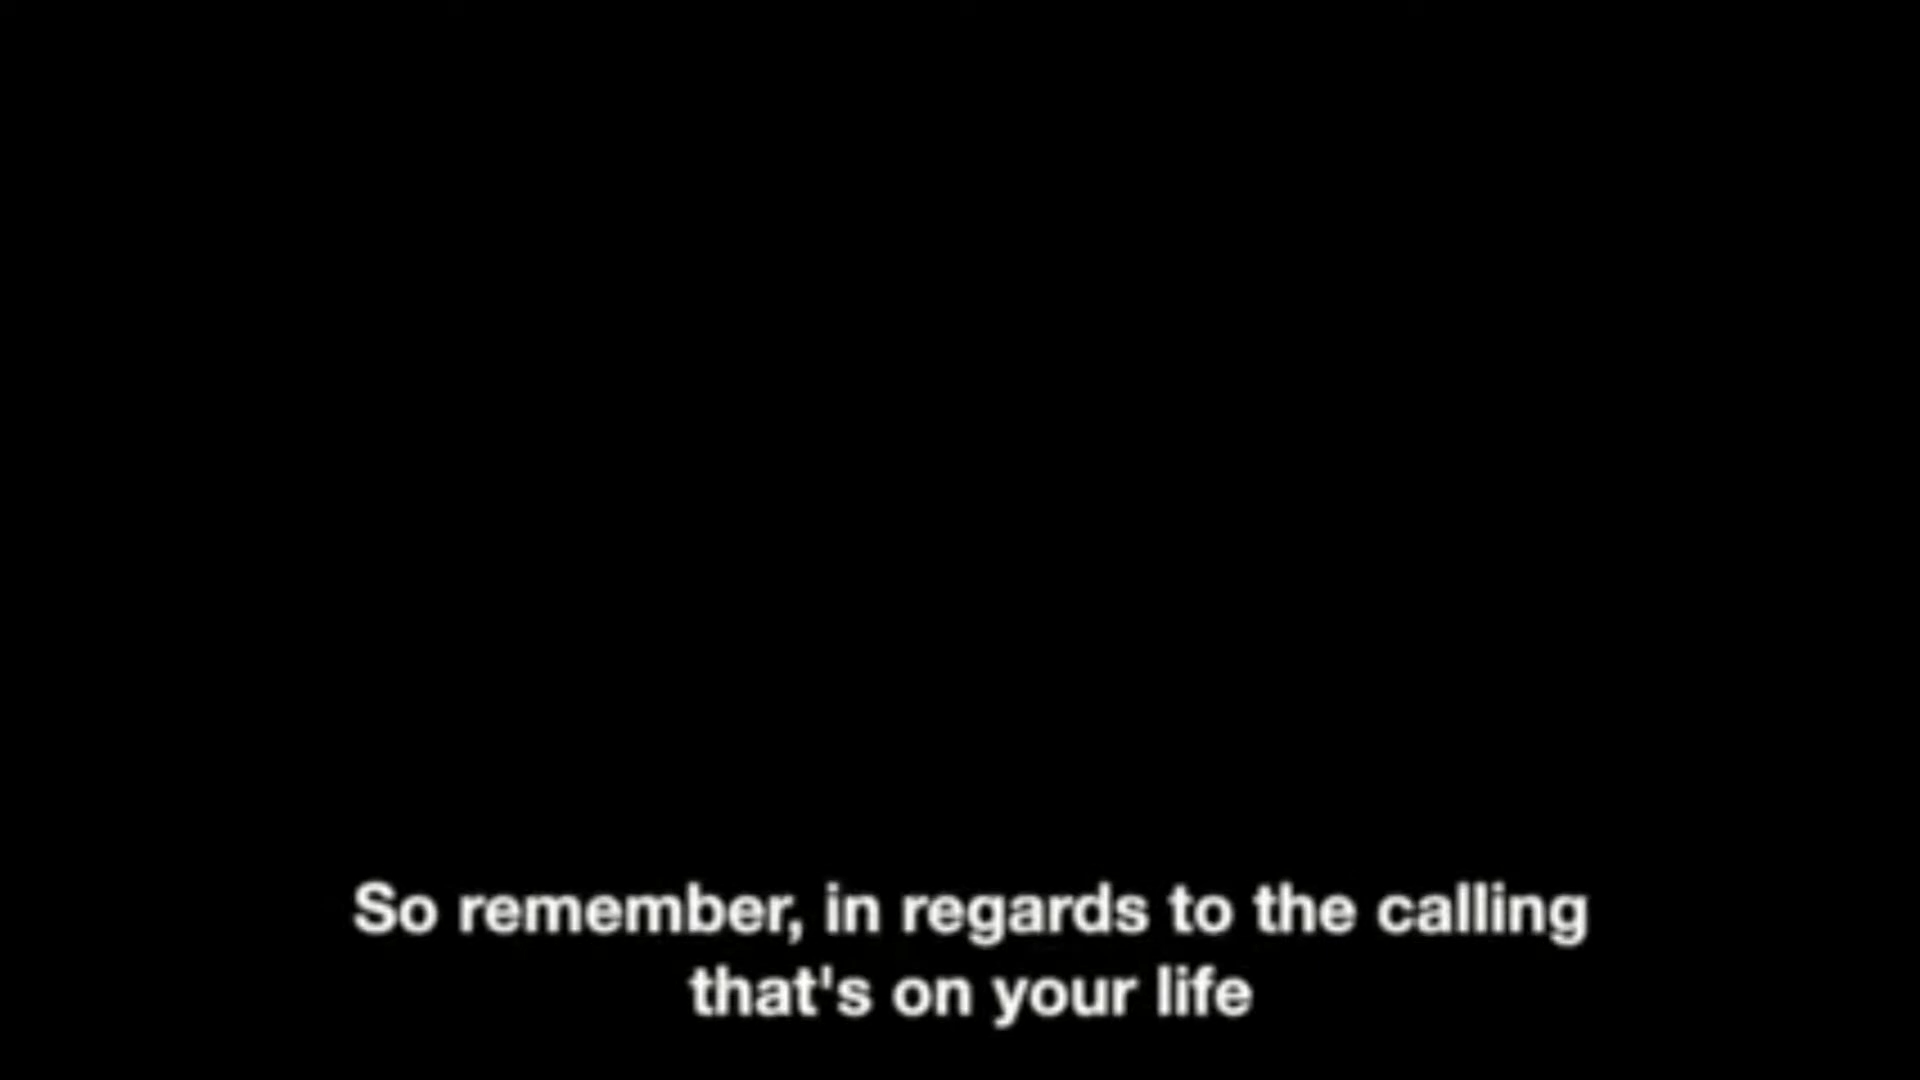 So remember, in regards to the calling
that's on your life